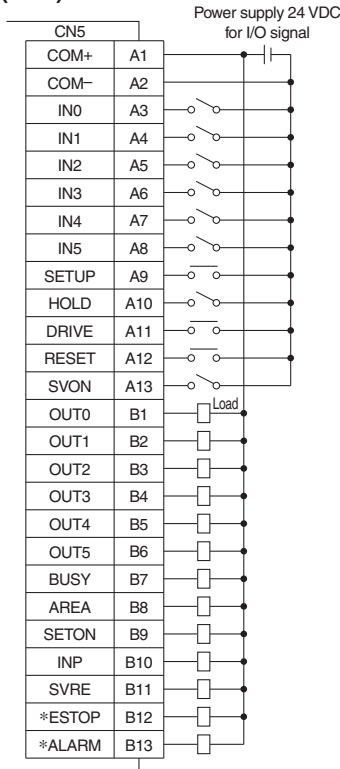 Power supply 24 VDC
for I/O signal
CN5
COM+ A1
COM– A2
IN0 A3
IN1 A4
IN2 A5
IN3 A6
IN4 A7
IN5 A8
SETUP A9
HOLD A10
DRIVE A11
RESET A12
SVON A13
OUT0 B1 Load
OUT1 B2
OUT2 B3
OUT3 B4
OUT4 B5
OUT5 B6
BUSY B7
AREA B8
SETON B9
INP B10
SVRE B11
*ESTOP B12
*ALARM B13